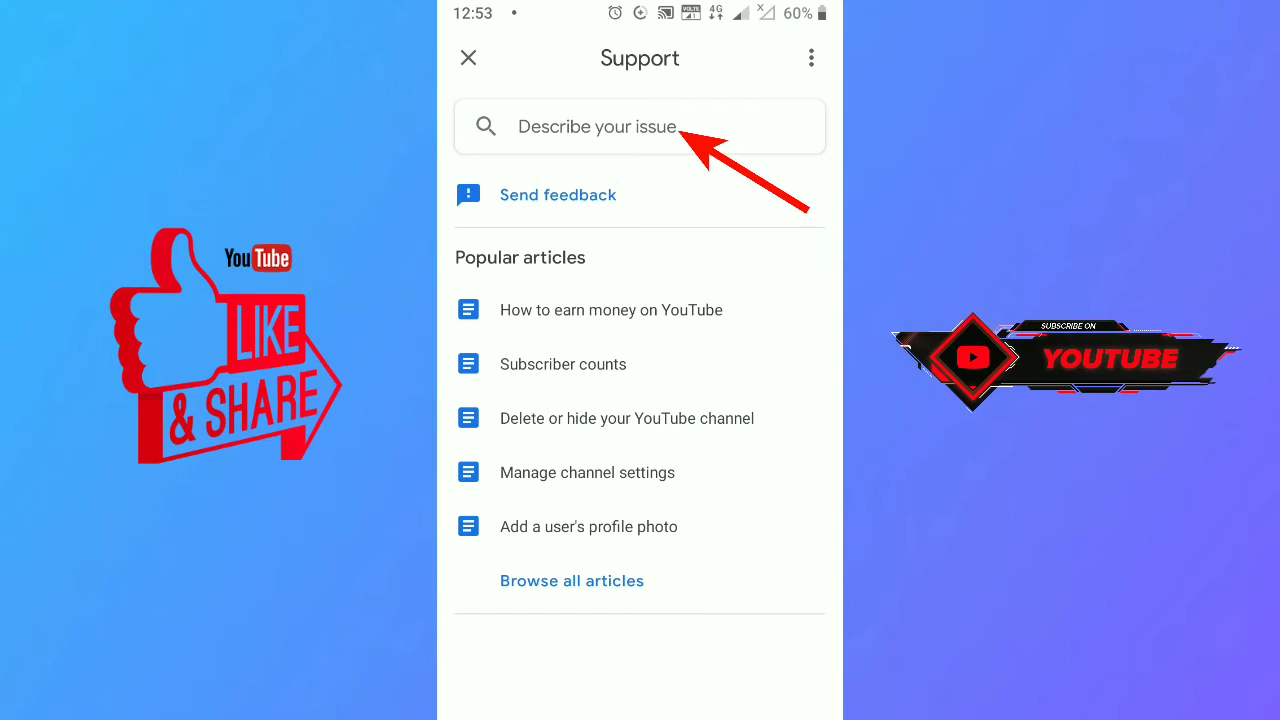 12:53
VOLTE
4G
X
60%
Support
Describe your issue
Send feedback
Popular articles
How to earn money on YouTube
Subscriber counts
Delete or hide your YouTube channel
Manage channel settings
Add a user's profile photo
Browse all articles
YouTube
LIKE
& SHARE
SUBSCRIBE ON
YOUTUBE